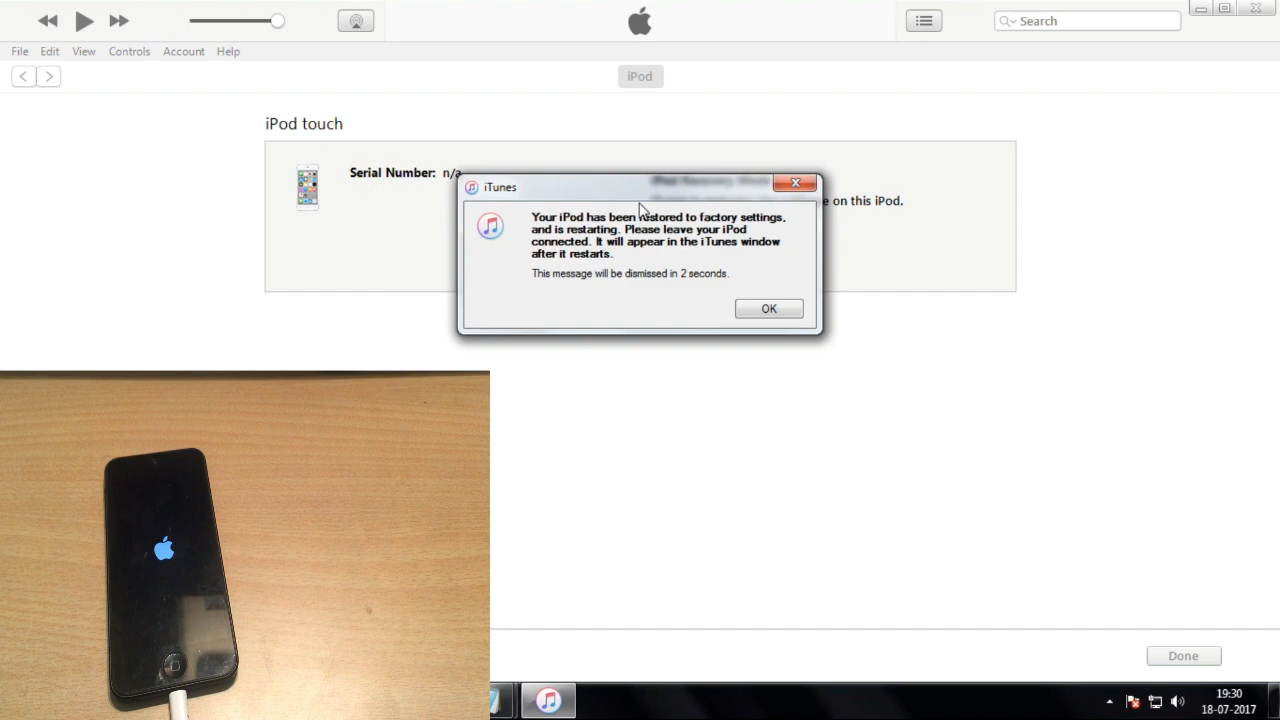 Search
File Edit View Controls Account Help
iPod
iPod touch
Serial Number: n/a
e on this iPod.
iTunes
Your iPod has been restored to factory settings,
and is restarting. Please leave your iPod
connected. It will appear in the iTunes window
after it restarts.
This message will be dismissed in 2 seconds.
OK
Done
19:30
18-07-2017